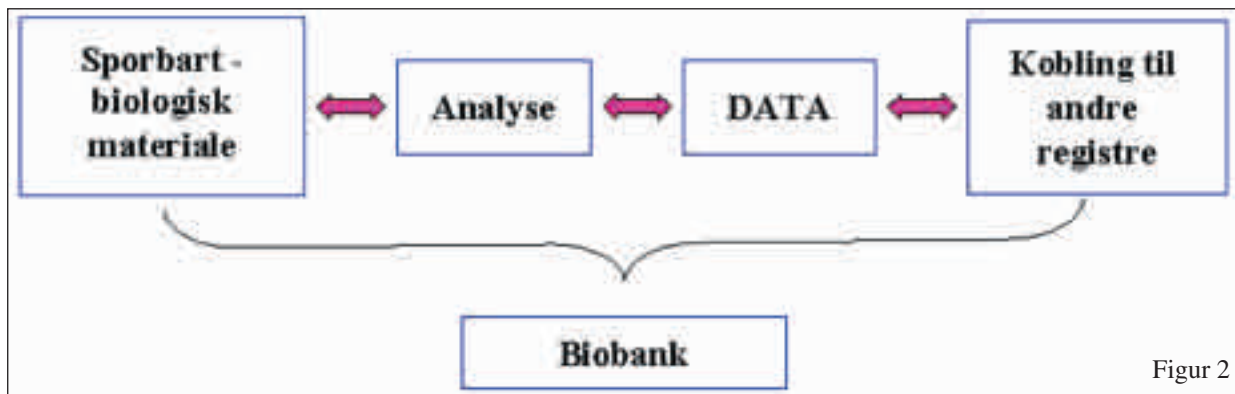 Sporbart -
biologisk
materiale
Analyse
DATA
Kobling til
andre
registre
Biobank
Figur 2